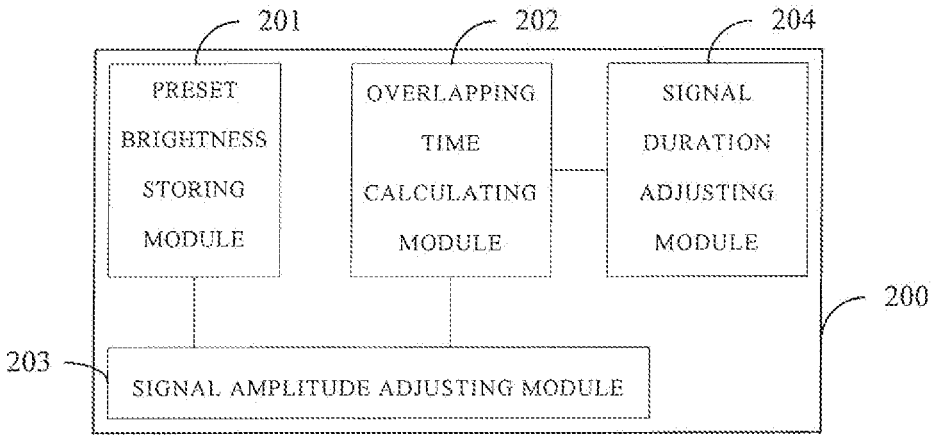 201
202
204
PRESET
BRIGHTNESS
STORING
MODULE
OVERLAPPING
TIME
CALCULATING
MODULE
SIGNAL
DURATION
ADJUSTING
MODULE
200
203
SIGNAL AMPLITUDE ADJUSTING MODULE